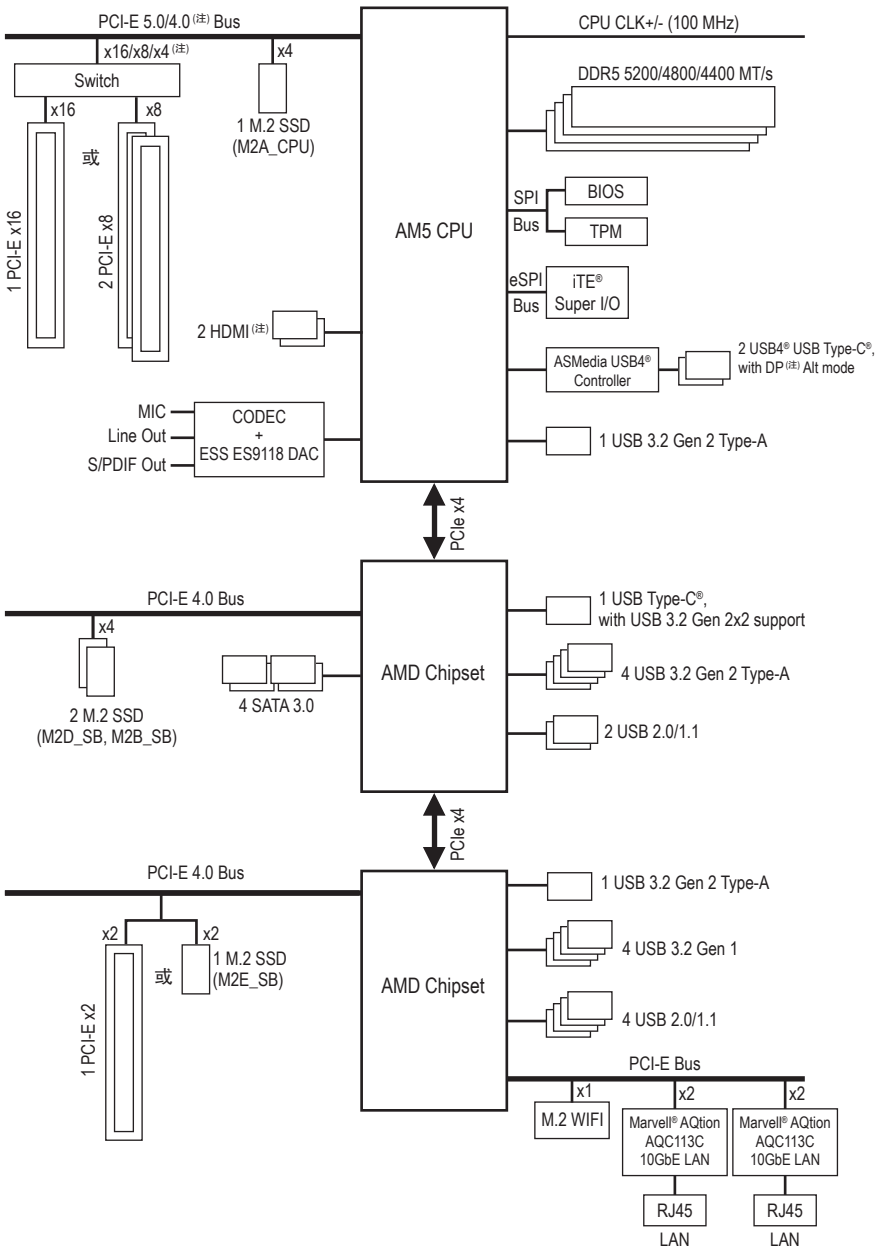 PCI-E 5.0/4.0 (注) Bus
x16/x8/x4 (注)
x4
Switch
x16
x8
或
1 PCI-E x16
2 PCI-E x8
1 M.2 SSD
(M2A_CPU)
2 HDMI (注)
MIC
Line Out
S/PDIF Out
CODEC
+
ESS ES9118 DAC
AM5 CPU
CPU CLK+/- (100 MHz)
DDR5 5200/4800/4400 MT/s
SPI
Bus
BIOS
TPM
eSPI
Bus
iTE®
Super I/O
ASMedia USB4®
Controller
2 USB4® USB Type-C®,
with DP (注) Alt mode
1 USB 3.2 Gen 2 Type-A
PCIe x4
PCI-E 4.0 Bus
x4
2 M.2 SSD
(M2D_SB, M2B_SB)
4 SATA 3.0
AMD Chipset
1 USB Type-C®,
with USB 3.2 Gen 2x2 support
4 USB 3.2 Gen 2 Type-A
2 USB 2.0/1.1
PCIe x4
PCI-E 4.0 Bus
x2
x2
或
1 PCI-E x2
1 M.2 SSD
(M2E_SB)
AMD Chipset
1 USB 3.2 Gen 2 Type-A
4 USB 3.2 Gen 1
4 USB 2.0/1.1
PCI-E Bus
x1
x2
x2
M.2 WIFI
Marvell® AQtion
AQC113C
10GbE LAN
Marvell® AQtion
AQC113C
10GbE LAN
RJ45
RJ45
LAN
LAN